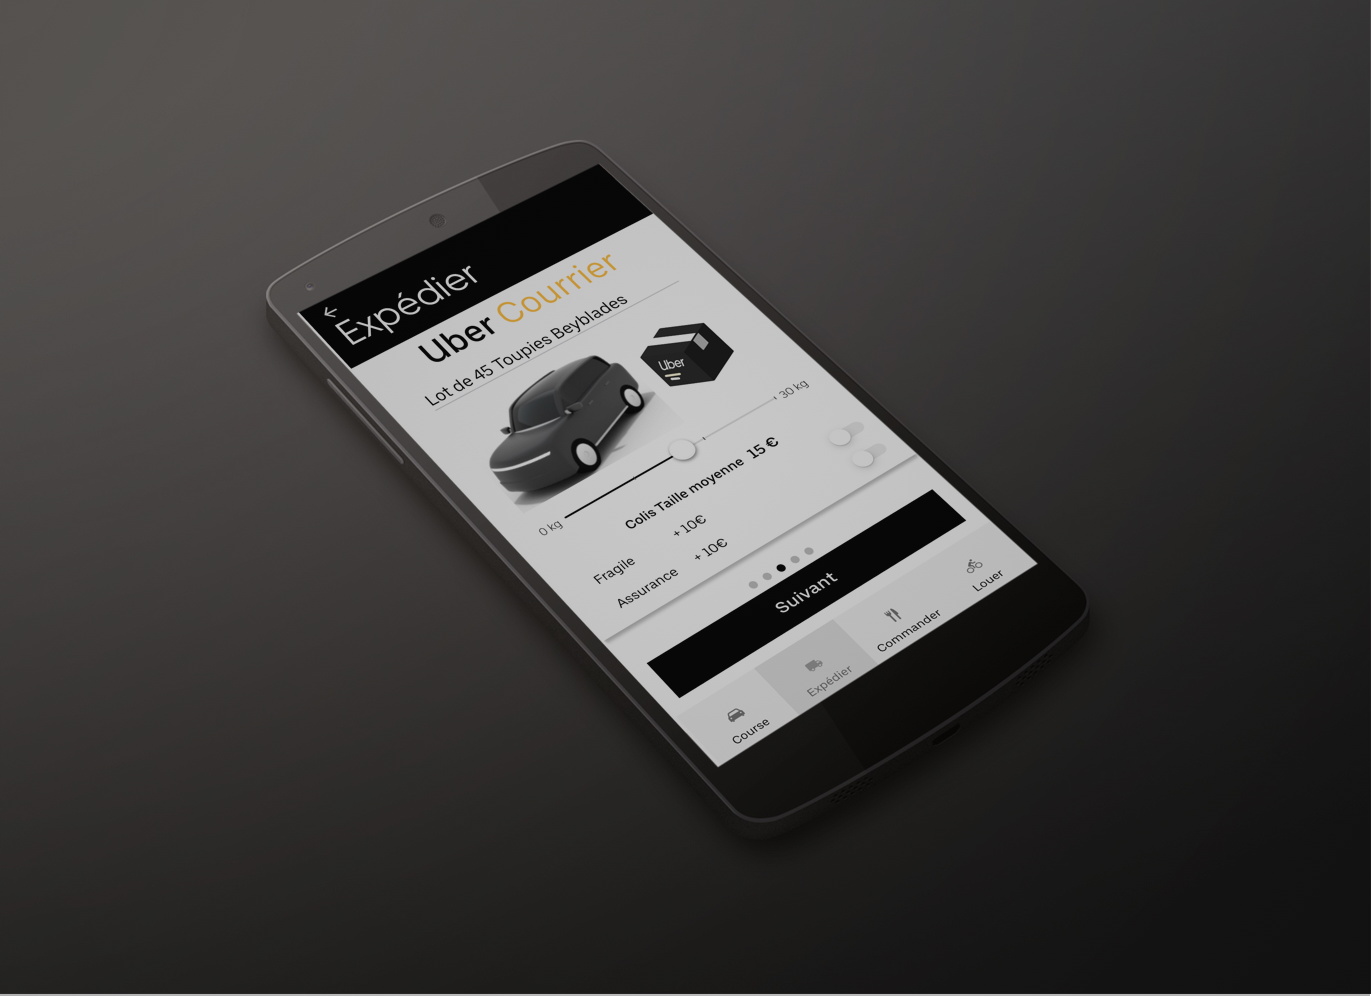 Expédier
Uber Courrier
Lot de 45 Toupies Beyblades
Uber
0 kg
30 kg
Colis Taille moyenne 15 €
Fragile +10€
Assurance +10€
Suivant
Course
Expédier
Commander
Louer